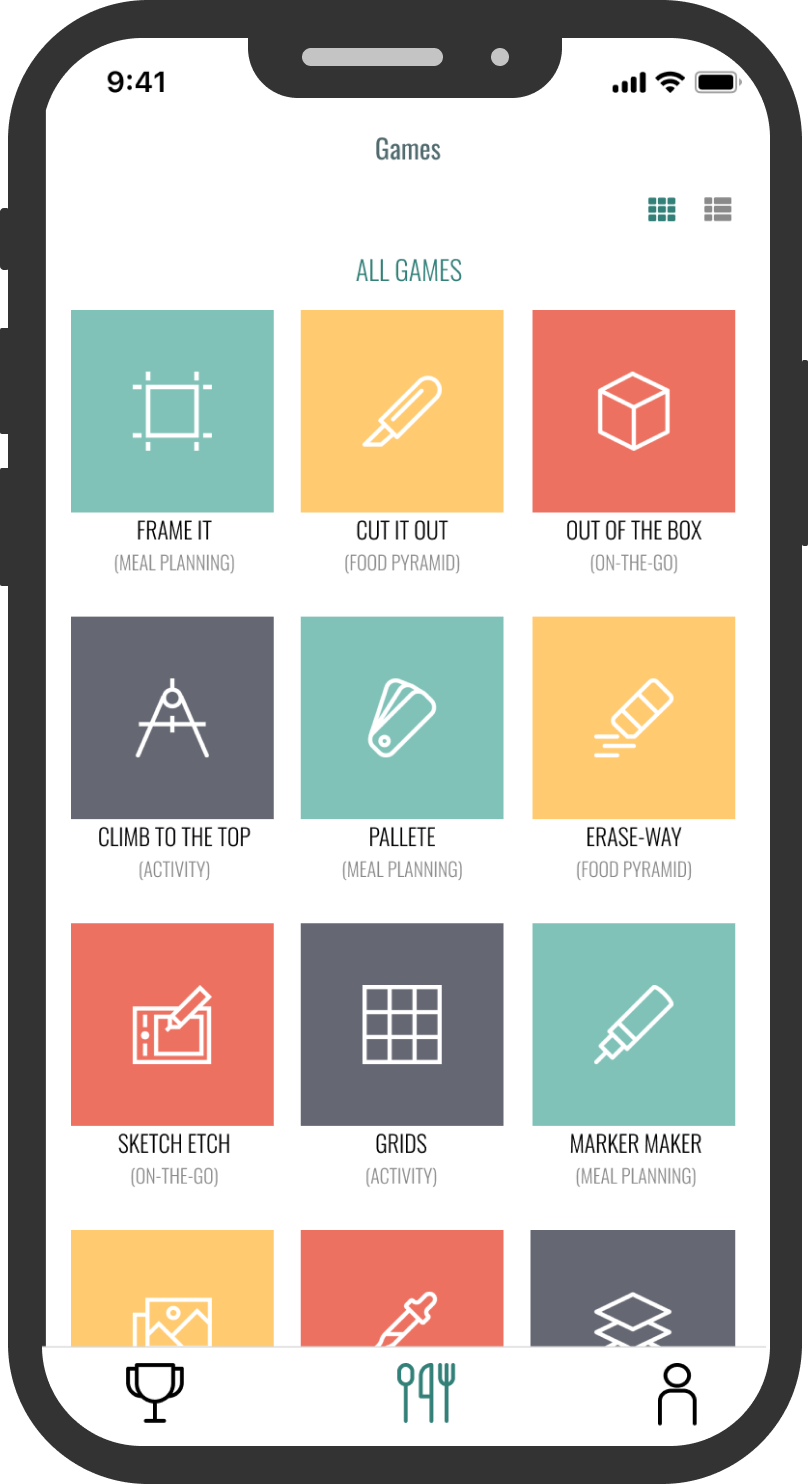 9:41
Games
ALL GAMES
FRAME IT
CUT IT OUT
OUT OF THE BOX
(MEAL PLANNING)
(FOOD PYRAMID)
(ON-THE-GO)
CLIMB TO THE TOP
PALLETE
ERASE-WAY
(ACTIVITY)
(MEAL PLANNING)
(FOOD PYRAMID)
SKETCH ETCH
GRIDS
MARKER MAKER
(ON-THE-GO)
(ACTIVITY)
(MEAL PLANNING)